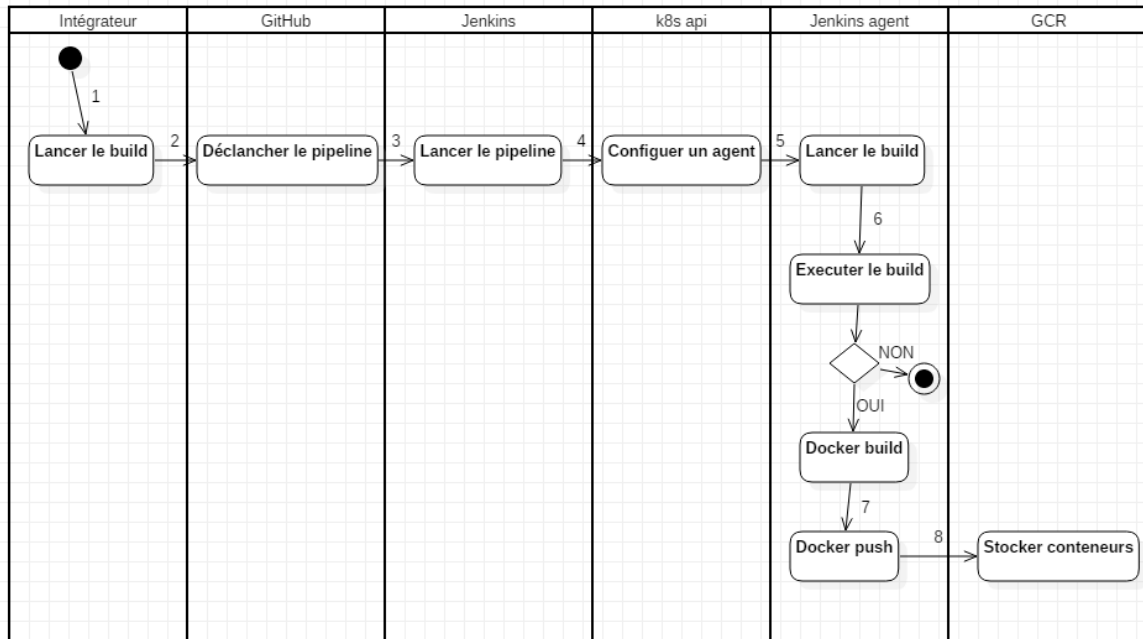 Intégrateur
GitHub
Jenkins
k8s api
Jenkins agent
GCR
1
Lancer le build
2
Déclancher le pipeline
3
Lancer le pipeline
4
Configuer un agent
5
Lancer le build
6
Executer le build
NON
OUI
Docker build
7
Docker push
8
Stocker conteneurs